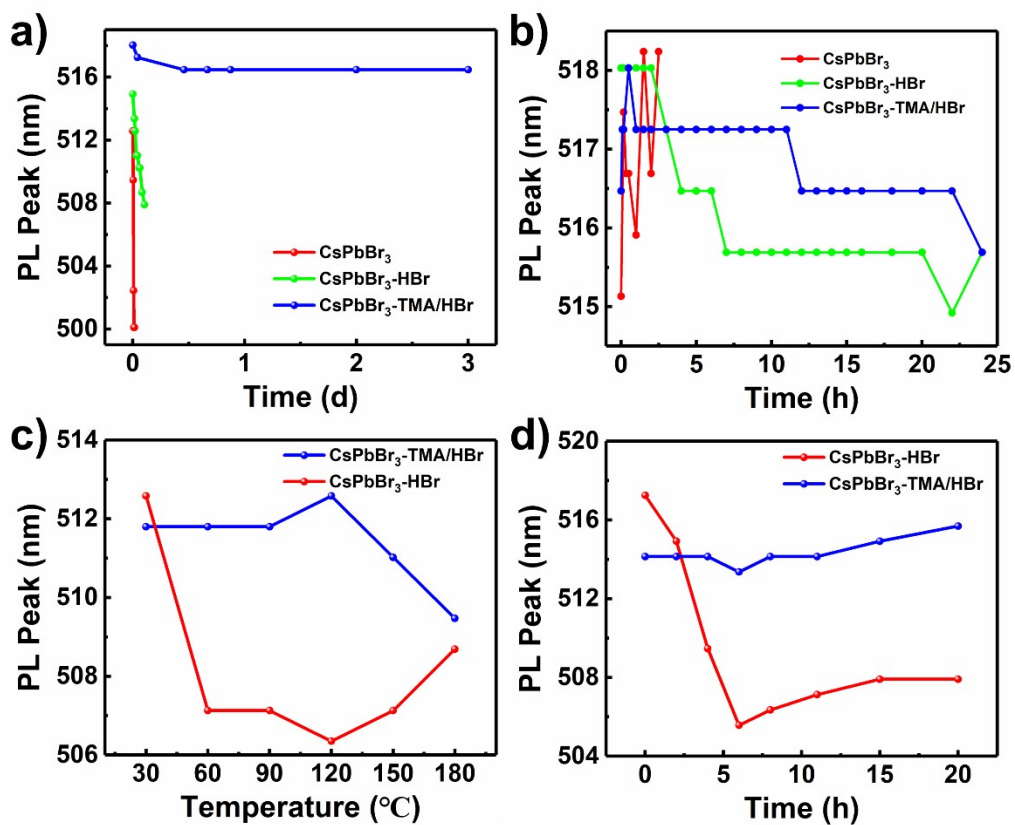 a)
PL Peak (nm)
516
512
508
504
500
CsPbBr₃
CsPbBr₃-HBr
CsPbBr₃-TMA/HBr
0 1 2 3
Time (d)
b)
PL Peak (nm)
518
517
516
515
CsPbBr₃
CsPbBr₃-HBr
CsPbBr₃-TMA/HBr
0 5 10 15 20 25
Time (h)
c)
PL Peak (nm)
514
512
510
508
506
CsPbBr₃-TMA/HBr
CsPbBr₃-HBr
30 60 90 120 150 180
Temperature (°C)
d)
PL Peak (nm)
520
516
512
508
504
CsPbBr₃-HBr
CsPbBr₃-TMA/HBr
0 5 10 15 20
Time (h)